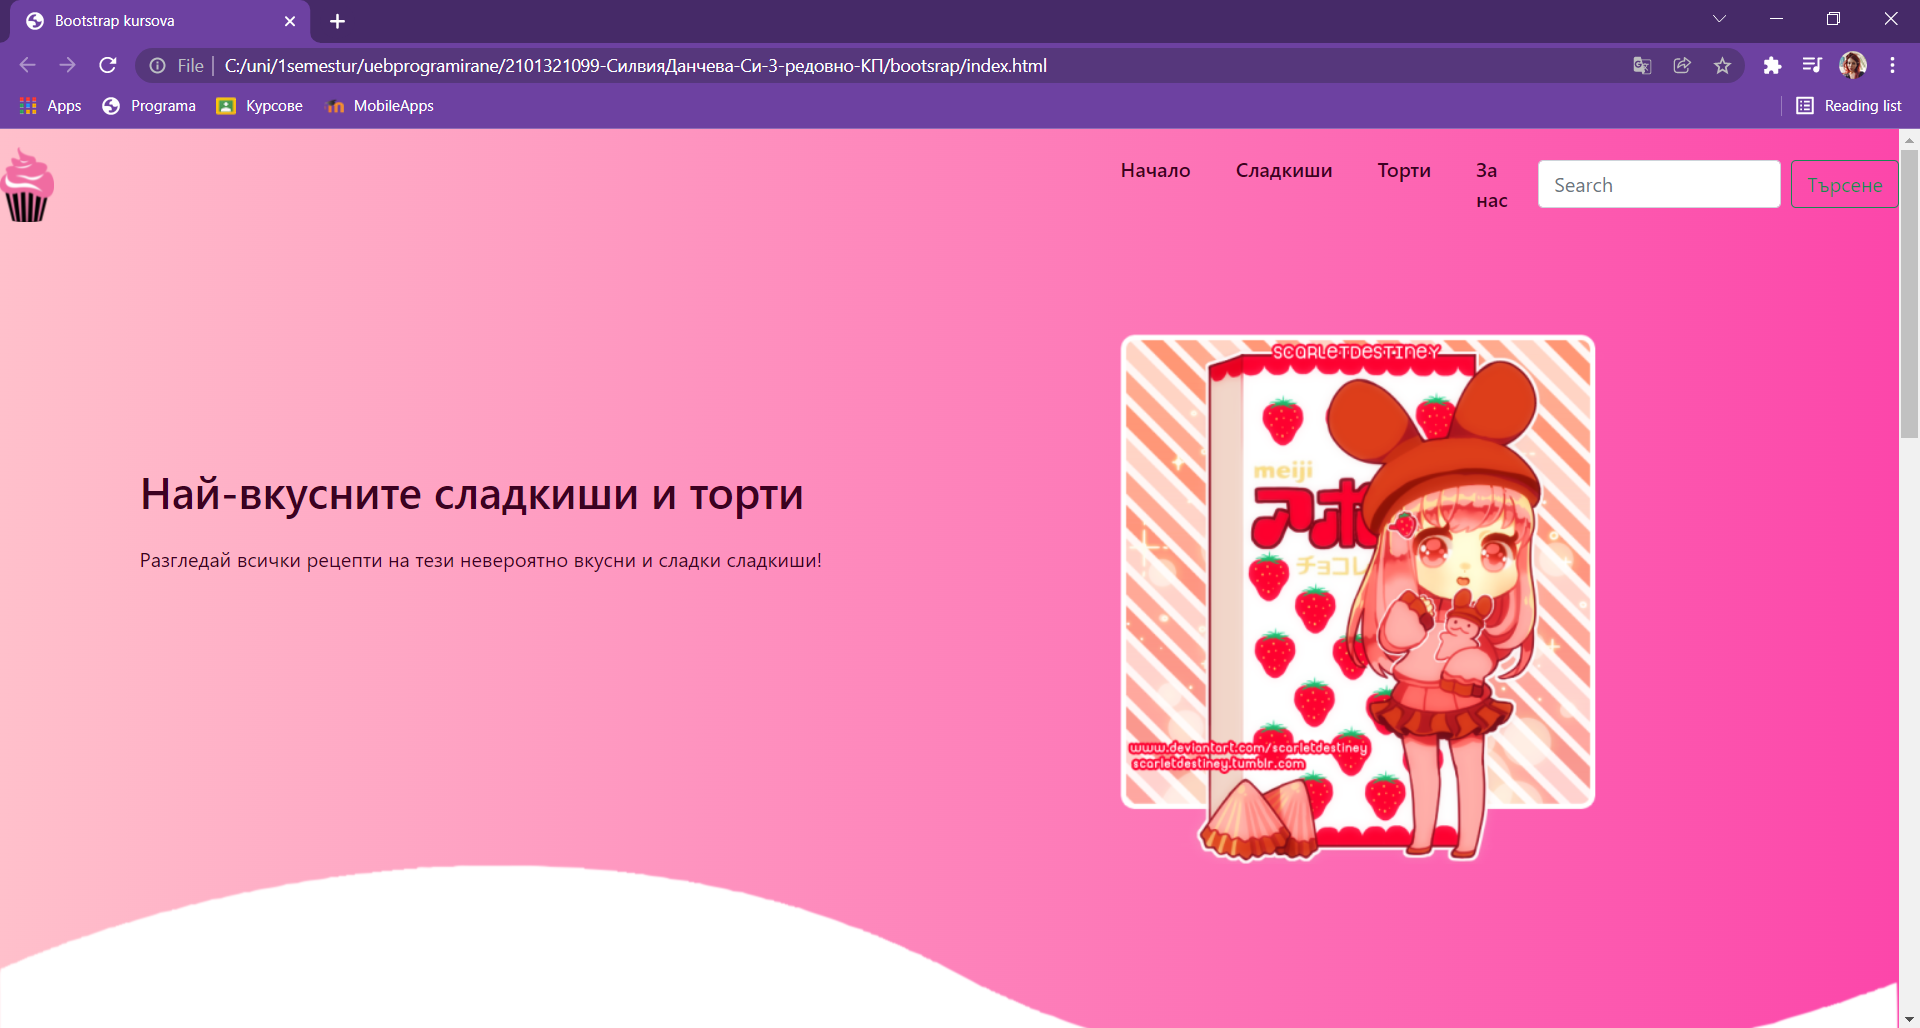 Bootstrap kursova
File
C:/uni/1semestur/uebprogramirane/2101321099-СилвияДанчева-Си-3-редовно-КП/bootsrap/index.html
Apps
Programa
Курсове
MobileApps
Reading list
Начало
Сладкиши
Торти
За
нас
Search
Търсене
SCARLETDESTINEY
meiji
アポ
チョコレ
Най-вкусните сладкиши и торти
Разгледай всички рецепти на тези невероятно вкусни и сладки сладкиши!
www.deviantart.com/scarletdestiney
scarletdestiney.tumblr.com